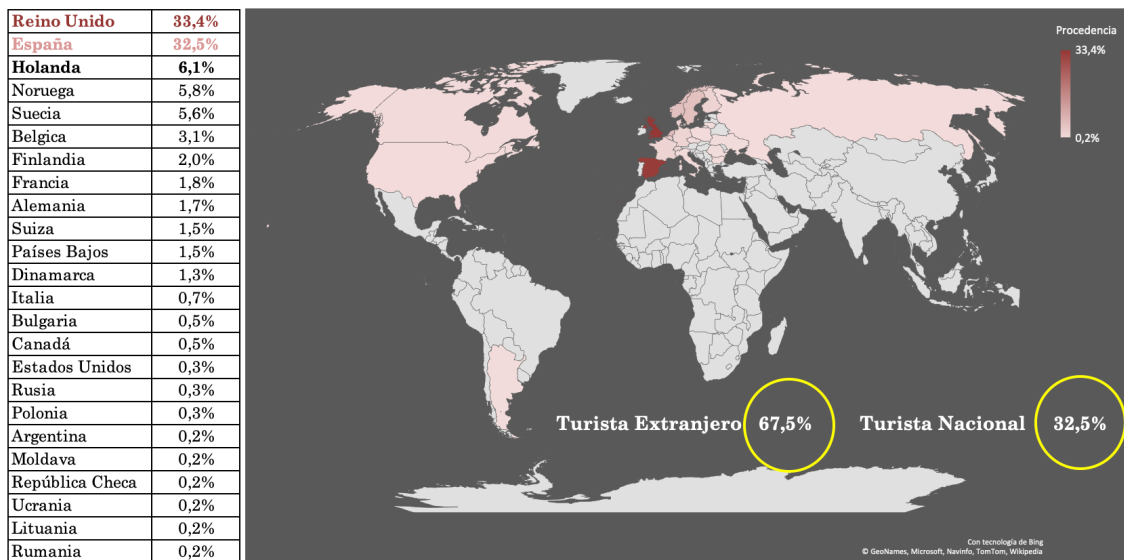 Reino Unido 33,4%
España 32,5%
Holanda 6,1%
Noruega 5,8%
Suecia 5,6%
Belgica 3,1%
Finlandia 2,0%
Francia 1,8%
Alemania 1,7%
Suiza 1,5%
Países Bajos 1,5%
Dinamarca 1,3%
Italia 0,7%
Bulgaria 0,5%
Canadá 0,5%
Estados Unidos 0,3%
Rusia 0,3%
Polonia 0,3%
Argentina 0,2%
Moldava 0,2%
República Checa 0,2%
Ucrania 0,2%
Lituania 0,2%
Rumania 0,2%
Procedencia
33,4%
0,2%
Turista Extranjero 67,5%
Turista Nacional 32,5%
Con tecnología de Bing
© GeoNames, Microsoft, Navinfo, TomTom, Wikipedia